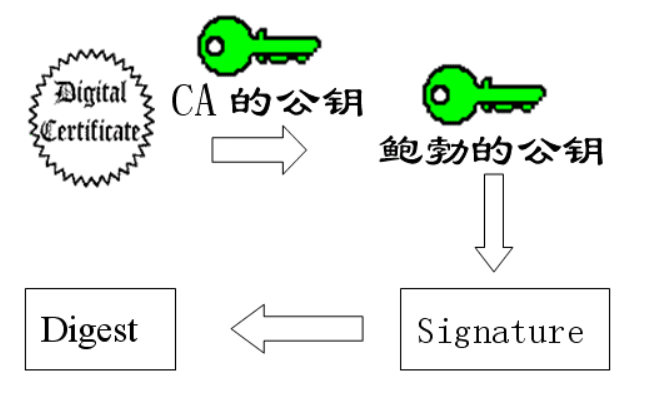 Digital
Certificate
CA 的公钥
鲍勃的公钥
Digest
Signature